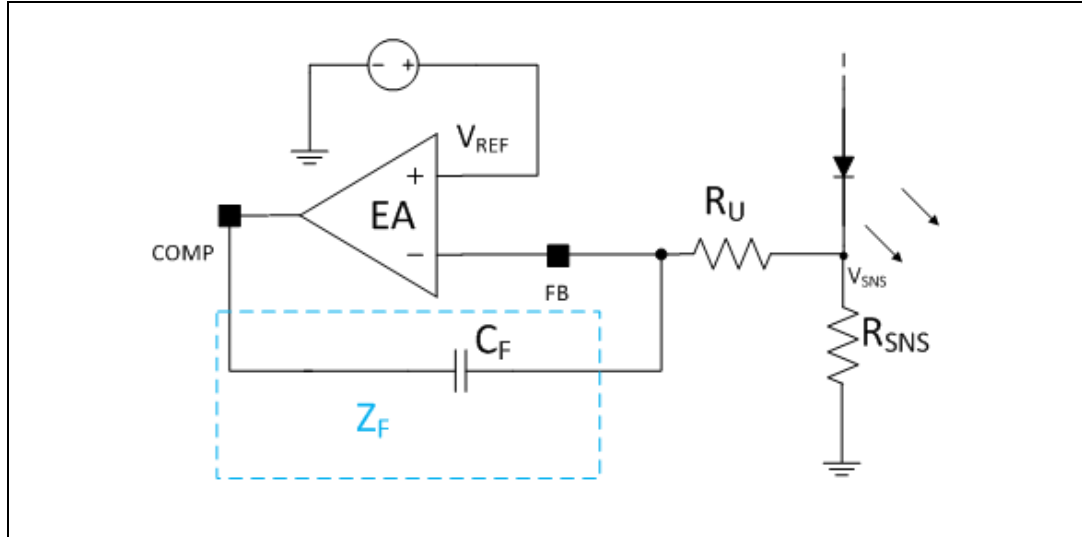 - +
VREF
+
EA
-
RU
COMP
FB
VSNS
RSNS
CF
ZF